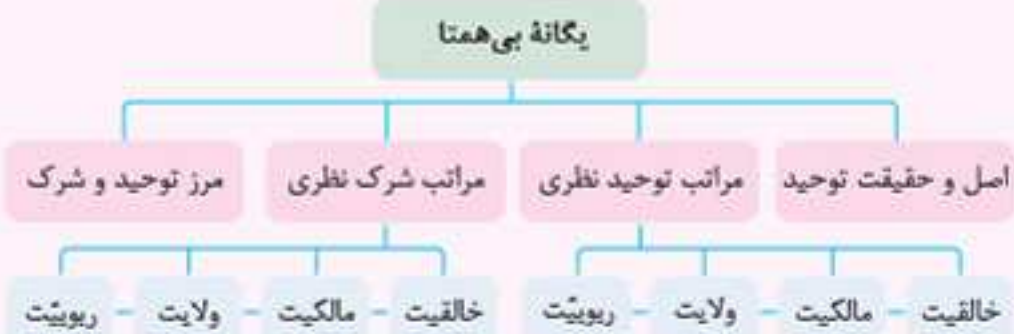 یگانهٔ بی‌همتا
اصل و حقیقت توحید
مراتب توحید نظری
مراتب شرک نظری
مرز توحید و شرک
خالقیت – مالکیت – ولایت – ربوبیّت
خالقیت – مالکیت – ولایت – ربوبیّت